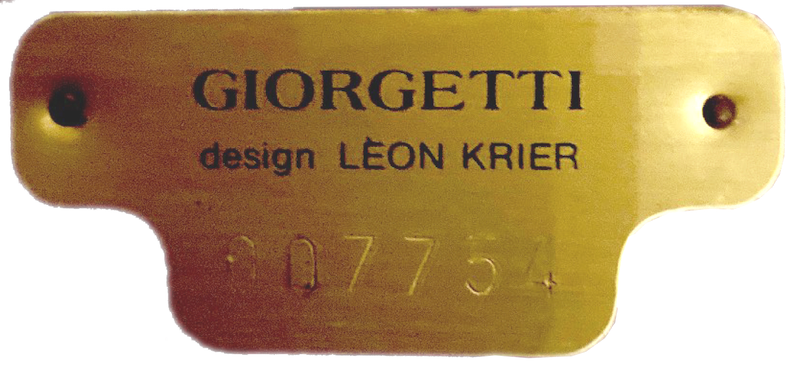 GIORGETTI
design LÈON KRIER
007754